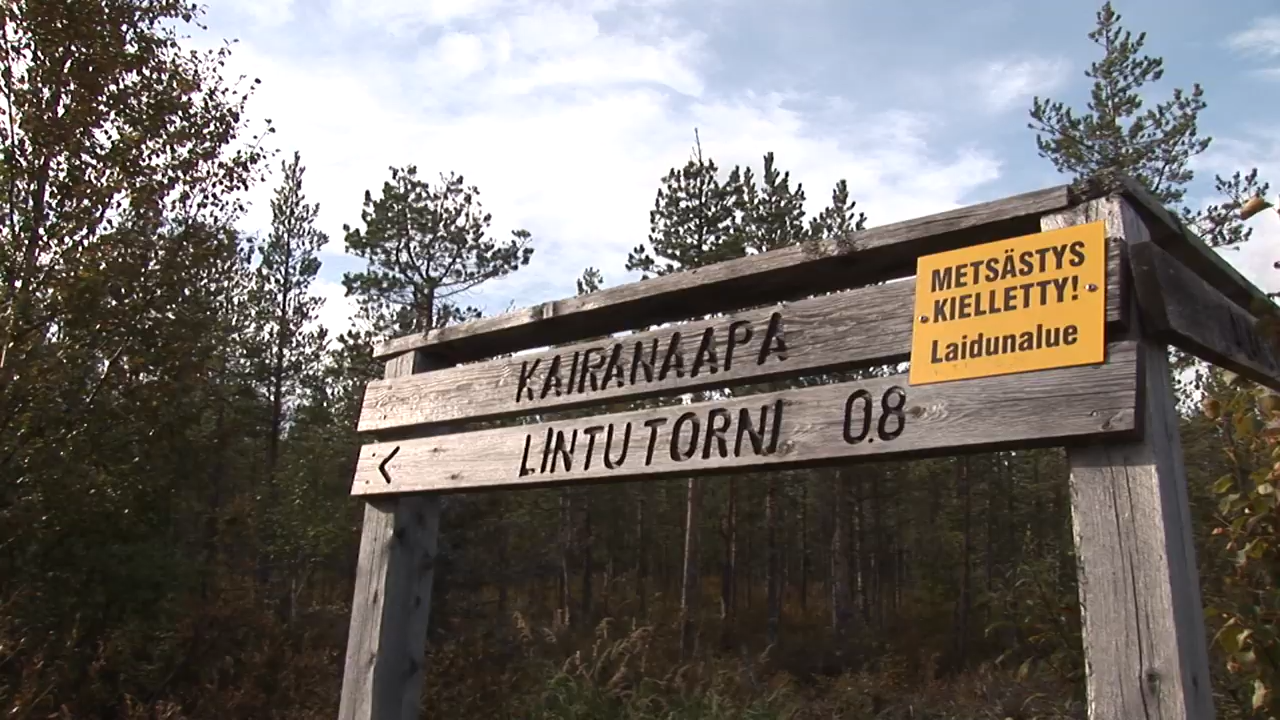 KAIRANAAPA
< LINTUTORNI 0.8
METSÄSTYS
KIELLETTY!
Laidunalue